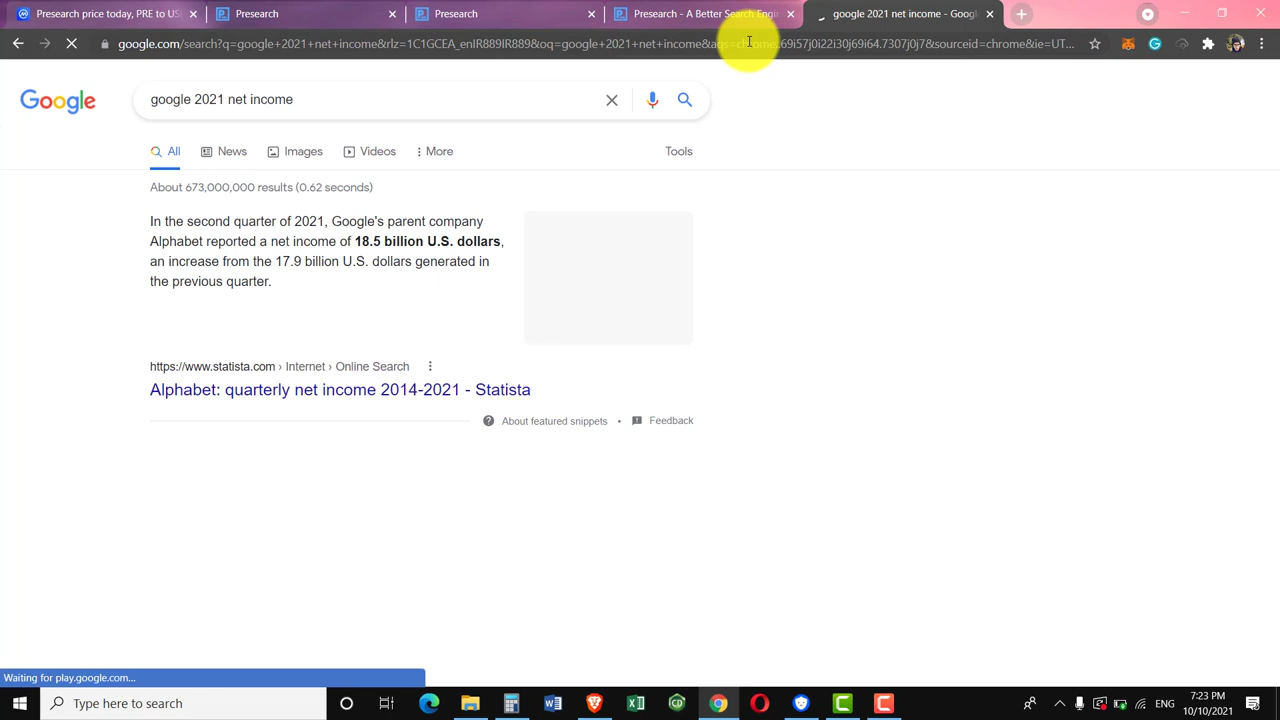 Presearch price today, PRE to US
Presearch
Presearch
Presearch - A Better Search Engi
google 2021 net income - Googl
google.com/search?q=google+2021+net+income&rlz=1C1GCEA_enIR889IR889&oq=google+2021+net+income&aqs=chrome..69i57j0i22i30j69i64.7307j0j7&sourceid=chrome&ie=UT...
Google
google 2021 net income
All
News
Images
Videos
More
Tools
About 673,000,000 results (0.62 seconds)
In the second quarter of 2021, Google's parent company
Alphabet reported a net income of 18.5 billion U.S. dollars,
an increase from the 17.9 billion U.S. dollars generated in
the previous quarter.
https://www.statista.com › Internet › Online Search
Alphabet: quarterly net income 2014-2021 - Statista
About featured snippets • Feedback
Waiting for play.google.com...
Type here to search
ENG
7:23 PM
10/10/2021